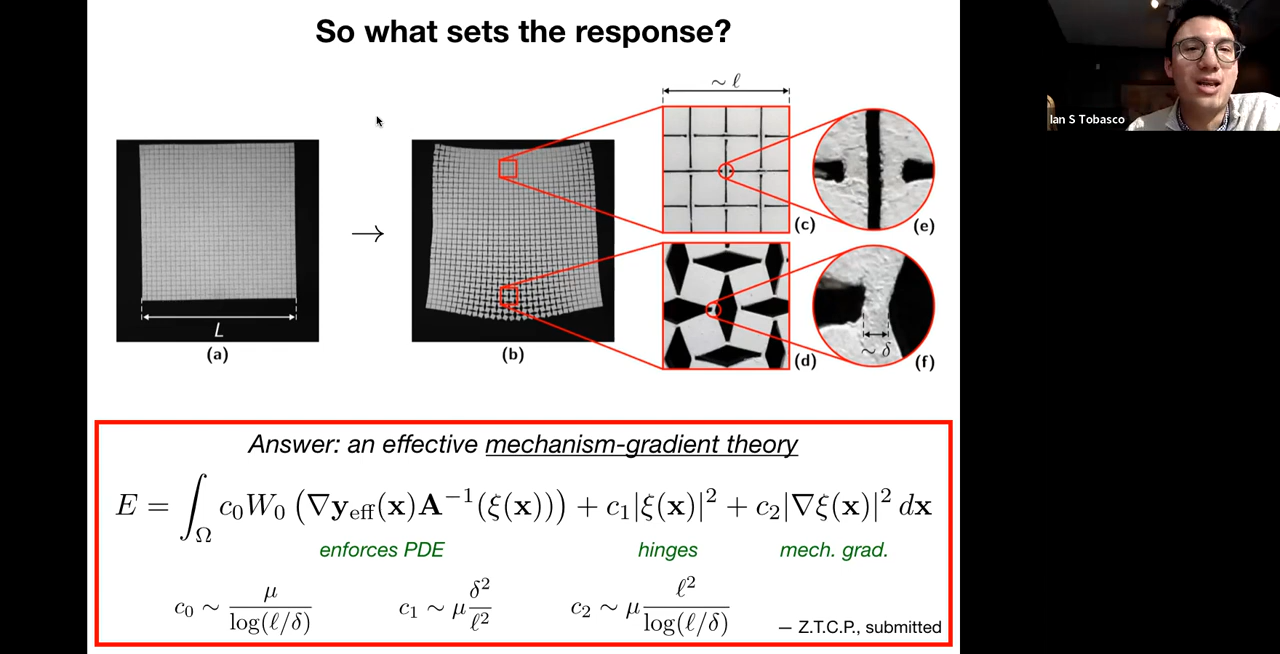 So what sets the response?
∼ ℓ
Ian S Tobasco
→
L
∼ δ
(a)
(b)
(c)
(d)
(e)
(f)
Answer: an effective mechanism-gradient theory
E = ∫_Ω c₀W₀ (∇y_eff(x)A⁻¹(ξ(x))) + c₁|ξ(x)|² + c₂|∇ξ(x)|² dx
enforces PDE hinges mech. grad.
c₀ ∼ μ/log(ℓ/δ) c₁ ∼ μ δ²/ℓ² c₂ ∼ μ ℓ²/log(ℓ/δ)
— Z.T.C.P., submitted